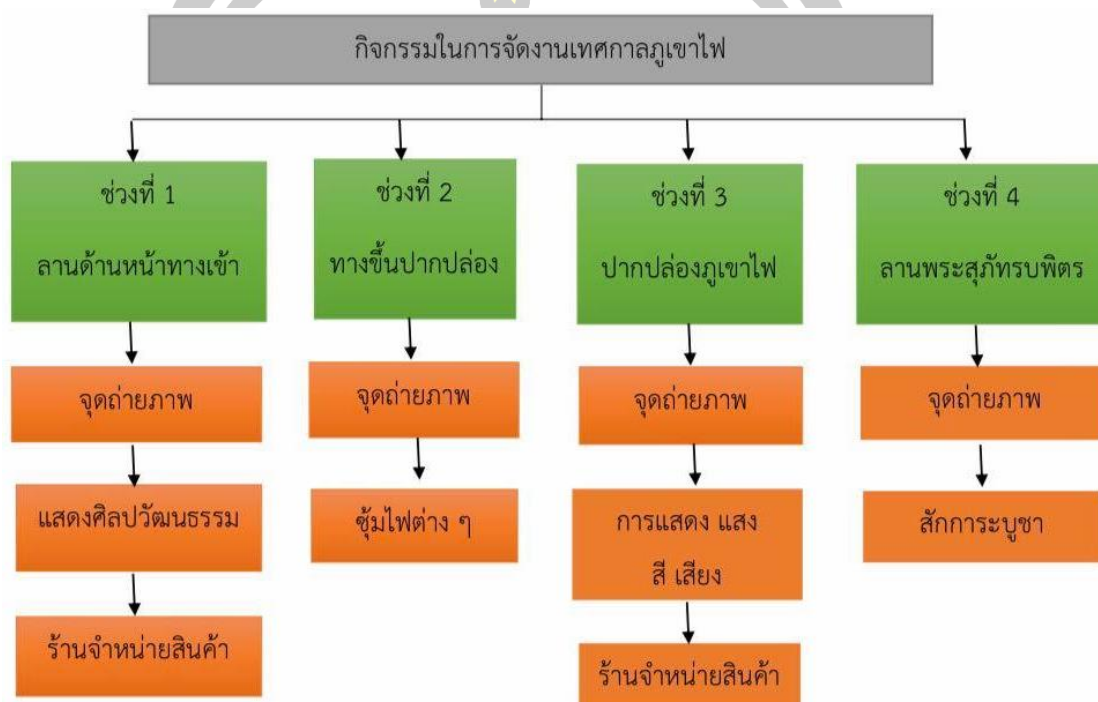 กิจกรรมในการจัดงานเทศกาลภูเขาไฟ
ช่วงที่ 1
ลานด้านหน้าทางเข้า
จุดถ่ายภาพ
แสดงศิลปวัฒนธรรม
ร้านจำหน่ายสินค้า
ช่วงที่ 2
ทางขึ้นปากปล่อง
จุดถ่ายภาพ
ซุ้มไฟต่าง ๆ
ช่วงที่ 3
ปากปล่องภูเขาไฟ
จุดถ่ายภาพ
การแสดง แสง
สี เสียง
ร้านจำหน่ายสินค้า
ช่วงที่ 4
ลานพระสุภัทรบพิตร
จุดถ่ายภาพ
สักการะบูชา